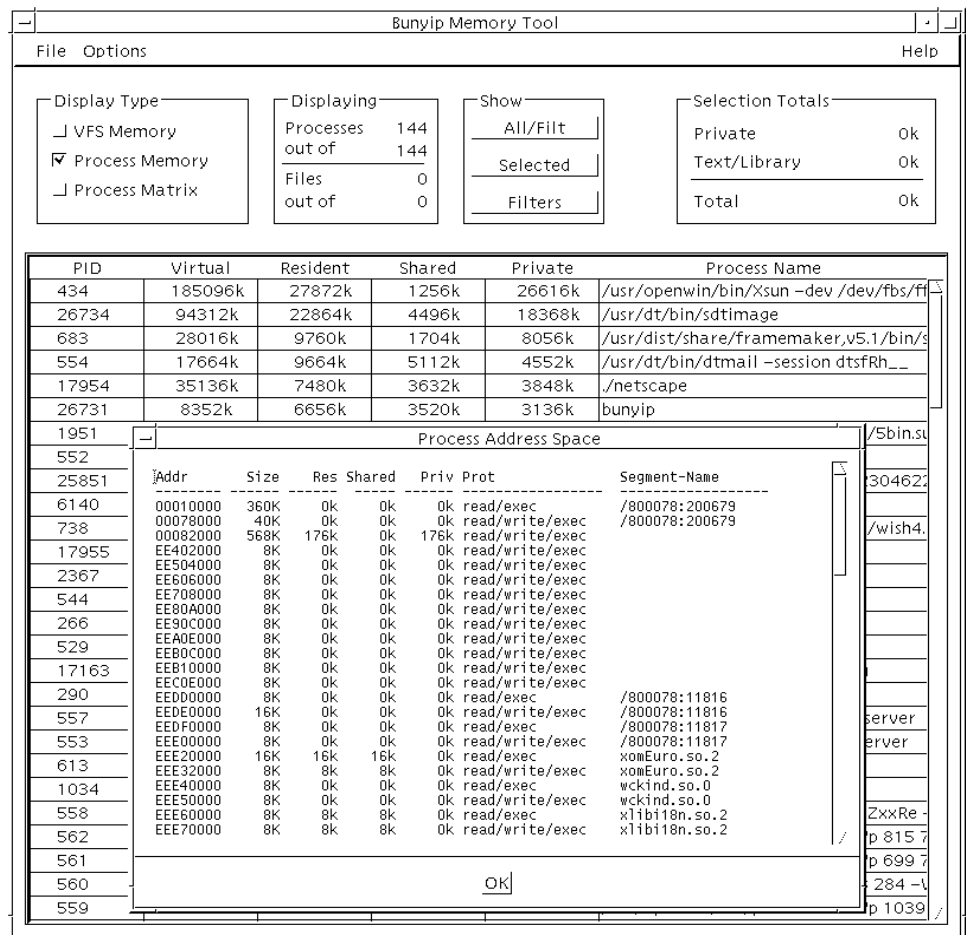 Bunyip Memory Tool
File Options Help
Display Type
VFS Memory
Process Memory
Process Matrix
Displaying
Processes 144
out of 144
Files 0
out of 0
Show
All/Filt
Selected
Filters
Selection Totals
Private 0k
Text/Library 0k
Total 0k
PID Virtual Resident Shared Private Process Name
434 185096k 27872k 1256k 26616k /usr/openwin/bin/Xsun –dev /dev/fbs/ff
26734 94312k 22864k 4496k 18368k /usr/dt/bin/sdtimage
683 28016k 9760k 1704k 8056k /usr/dist/share/framemaker,v5.1/bin/s
554 17664k 9664k 5112k 4552k /usr/dt/bin/dtmail –session dtsfRh__
17954 35136k 7480k 3632k 3848k ./netscape
26731 8352k 6656k 3520k 3136k bunyip
1951 /5bin.su
552
25851 304622
6140
738 /wish4.
17955
2367
544
266
529
17163
290
557 server
553 erver
613
1034
558 ZxxRe –
562 'p 815 7
561 'p 699 7
560 284 –V
559 'p 1039
Process Address Space
Addr Size Res Shared Priv Prot Segment-Name
00010000 360K 0k 0k 0k read/exec /800078:200679
00078000 40K 0k 0k 0k read/write/exec /800078:200679
00082000 568K 176k 0k 176k read/write/exec
EE402000 8K 0k 0k 0k read/write/exec
EE504000 8K 0k 0k 0k read/write/exec
EE606000 8K 0k 0k 0k read/write/exec
EE708000 8K 0k 0k 0k read/write/exec
EE80A000 8K 0k 0k 0k read/write/exec
EE90C000 8K 0k 0k 0k read/write/exec
EEA0E000 8K 0k 0k 0k read/write/exec
EEB0C000 8K 0k 0k 0k read/write/exec
EEB10000 8K 0k 0k 0k read/write/exec
EEC0E000 8K 0k 0k 0k read/write/exec
EEDD0000 8K 0k 0k 0k read/exec /800078:11816
EEDE0000 16K 0k 0k 0k read/write/exec /800078:11816
EEDF0000 8K 0k 0k 0k read/exec /800078:11817
EEE00000 8K 0k 0k 0k read/write/exec /800078:11817
EEE20000 16K 16k 16k 0k read/exec xomEuro.so.2
EEE32000 8K 8k 8k 0k read/write/exec xomEuro.so.2
EEE40000 8K 0k 0k 0k read/exec wckind.so.0
EEE50000 8K 0k 0k 0k read/write/exec wckind.so.0
EEE60000 8K 8k 8k 0k read/exec xlibi18n.so.2
EEE70000 8K 8k 8k 0k read/write/exec xlibi18n.so.2
OK